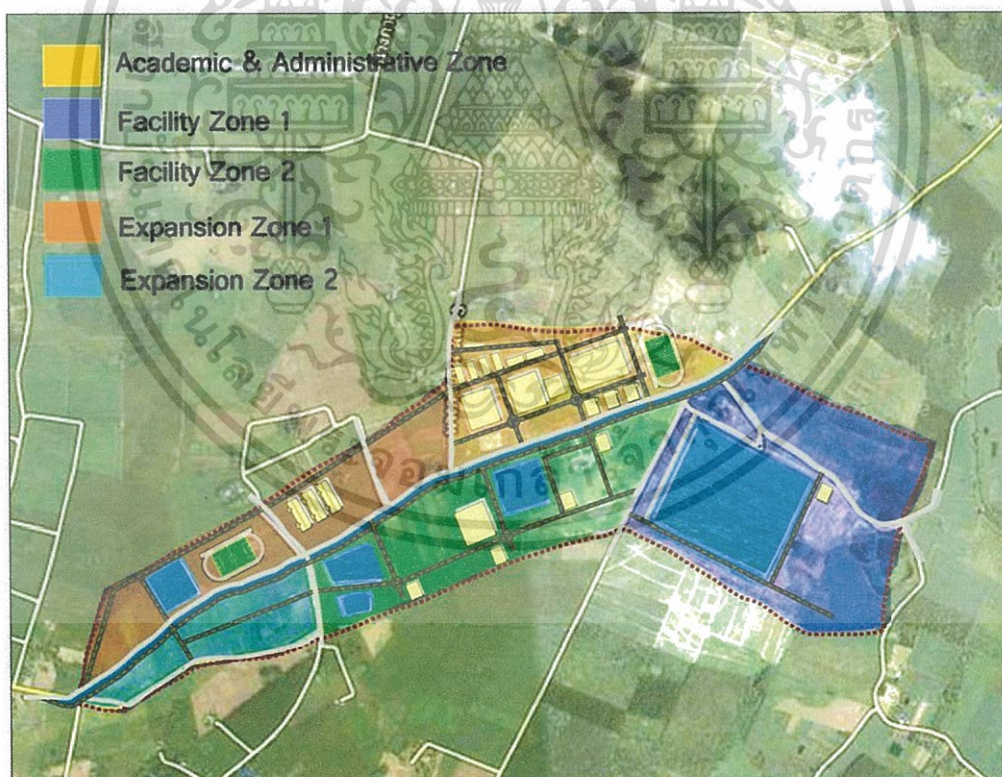 Academic & Administrative Zone
Facility Zone 1
Facility Zone 2
Expansion Zone 1
Expansion Zone 2